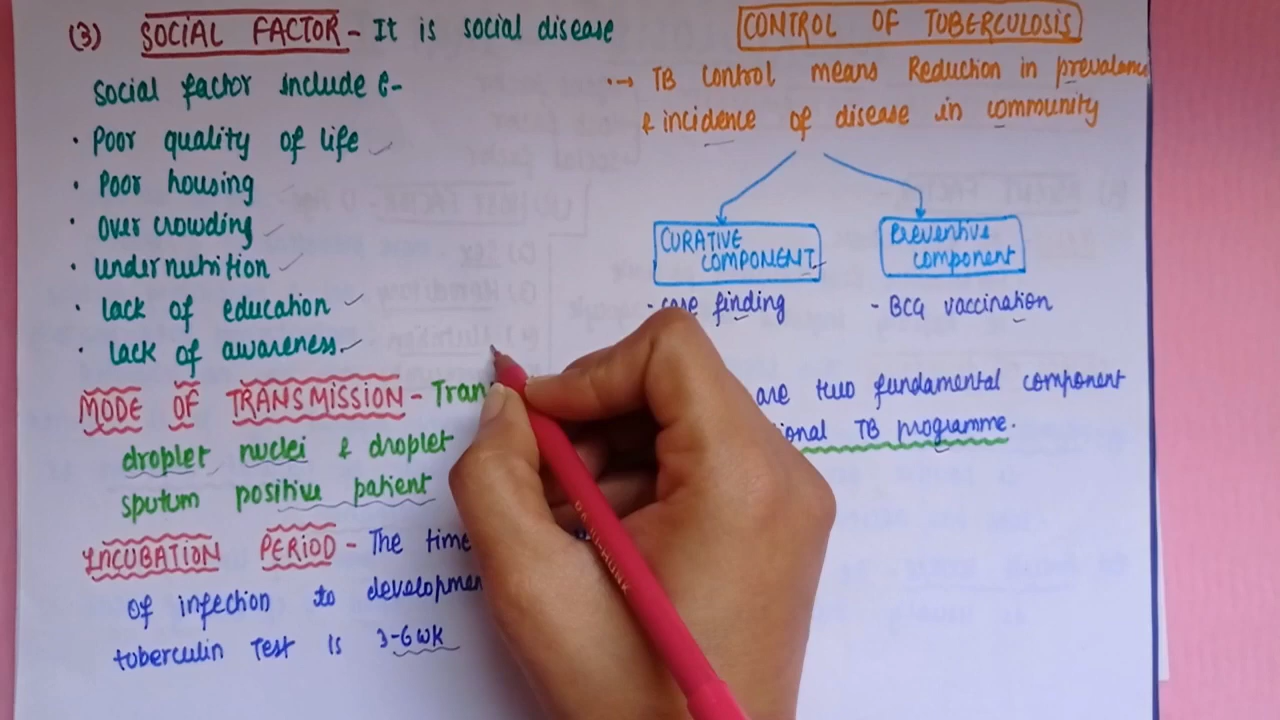 (3) SOCIAL FACTOR - It is social disease
Social factor include :-
· Poor quality of life
· Poor housing
· Over crowding
· undernutrition
· lack of education
· lack of awareness.
MODE OF TRANSMISSION - Tran
droplet nuclei & droplet
sputum positive patient
INCUBATION PERIOD - The time
of infection to development
tuberculin Test is 3-6 wk
CONTROL OF TUBERCULOSIS
·→ TB control means Reduction in prevalence
& incidence of disease in community
CURATIVE COMPONENT
- case finding
Preventive component
- BCG vaccination
are two fundamental component
ional TB programme.